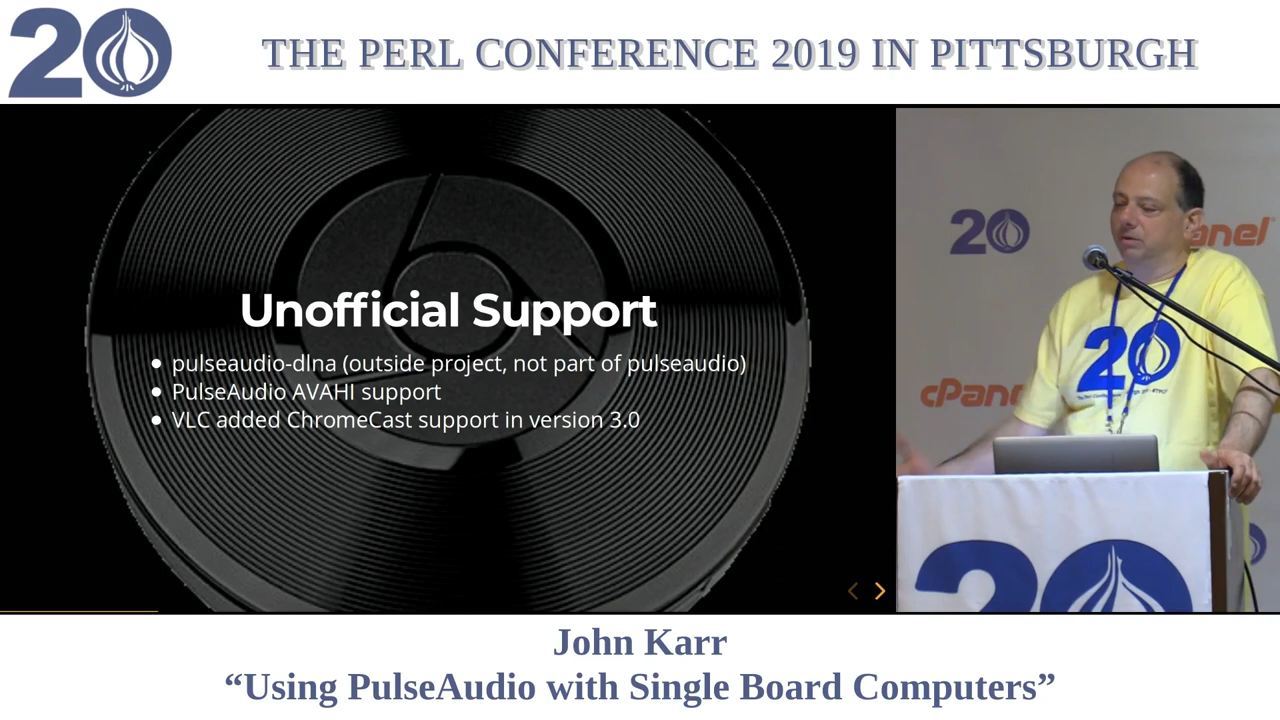 20
THE PERL CONFERENCE 2019 IN PITTSBURGH
Unofficial Support
pulseaudio-dlna (outside project, not part of pulseaudio)
PulseAudio AVAHI support
VLC added ChromeCast support in version 3.0
20
anel
cPan
20
20
John Karr
“Using PulseAudio with Single Board Computers”